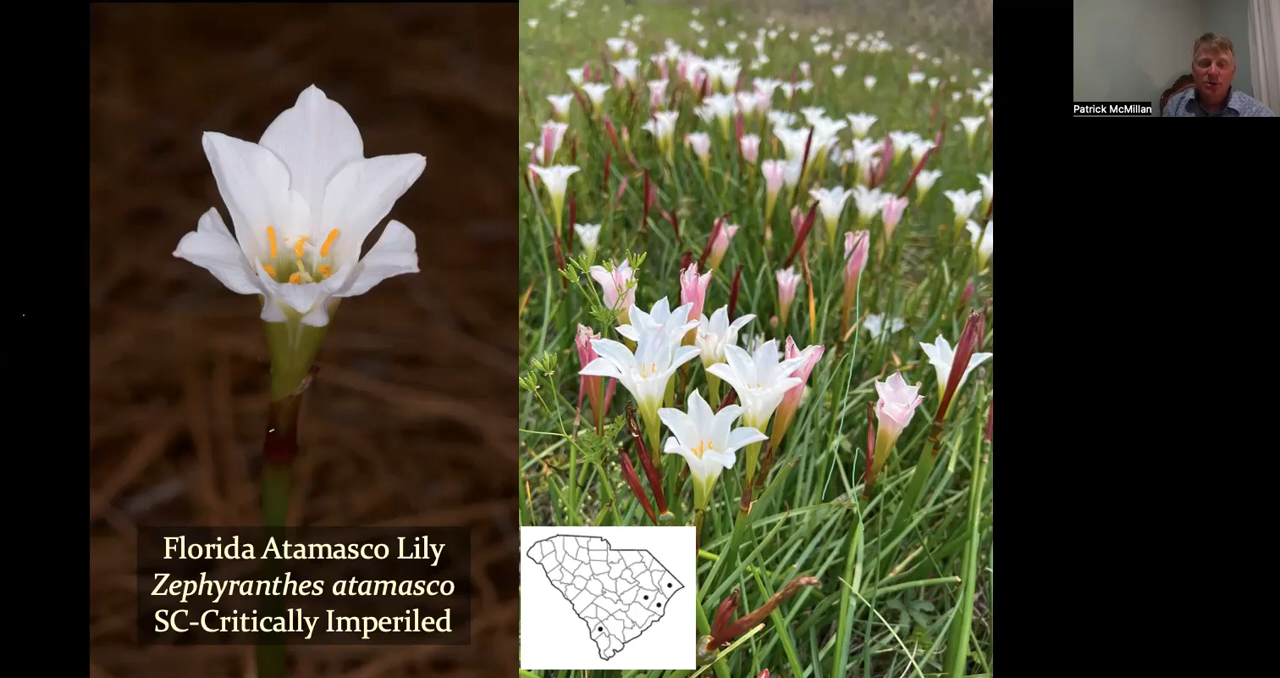 Patrick McMillan
Florida Atamasco Lily
Zephyranthes atamasco
SC-Critically Imperiled